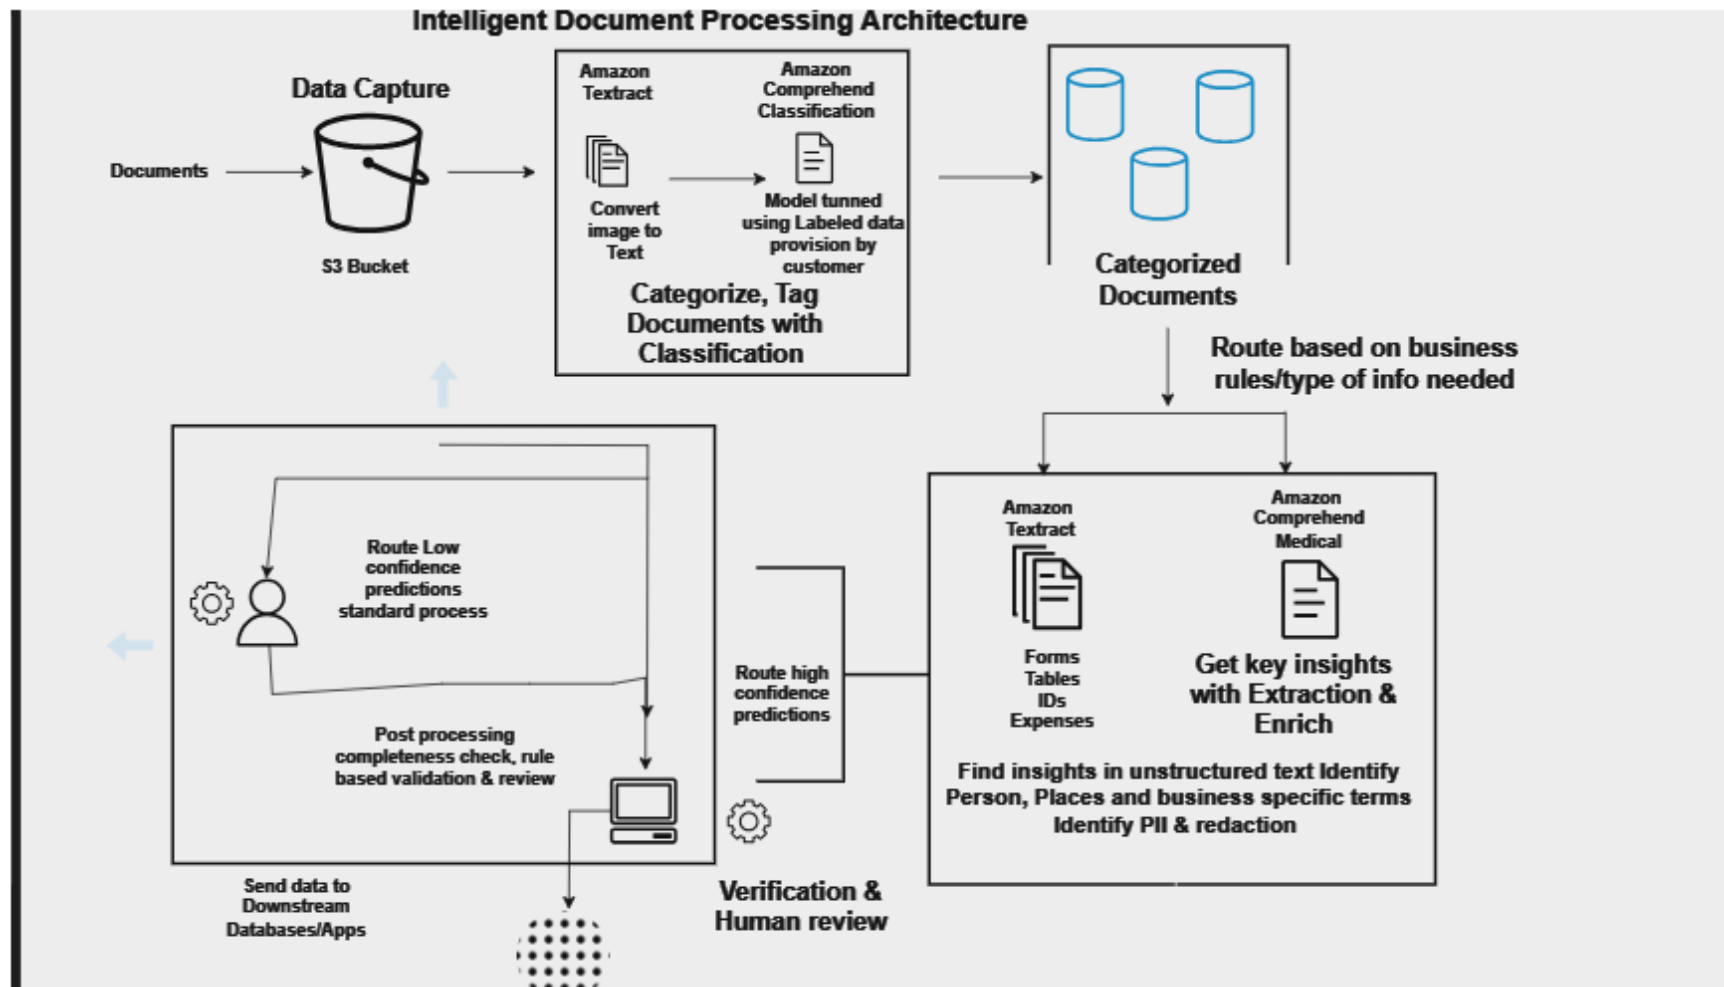 Intelligent Document Processing Architecture
Data Capture
Documents
S3 Bucket
Amazon
Textract
Convert
image to
Text
Amazon
Comprehend
Classification
Model tunned
using Labeled data
provision by
customer
Categorize, Tag
Documents with
Classification
Categorized
Documents
Route based on business
rules/type of info needed
Amazon
Textract
Forms
Tables
IDs
Expenses
Amazon
Comprehend
Medical
Get key insights
with Extraction &
Enrich
Find insights in unstructured text Identify
Person, Places and business specific terms
Identify PII & redaction
Route high
confidence
predictions
Route Low
confidence
predictions
standard process
Post processing
completeness check, rule
based validation & review
Verification &
Human review
Send data to
Downstream
Databases/Apps